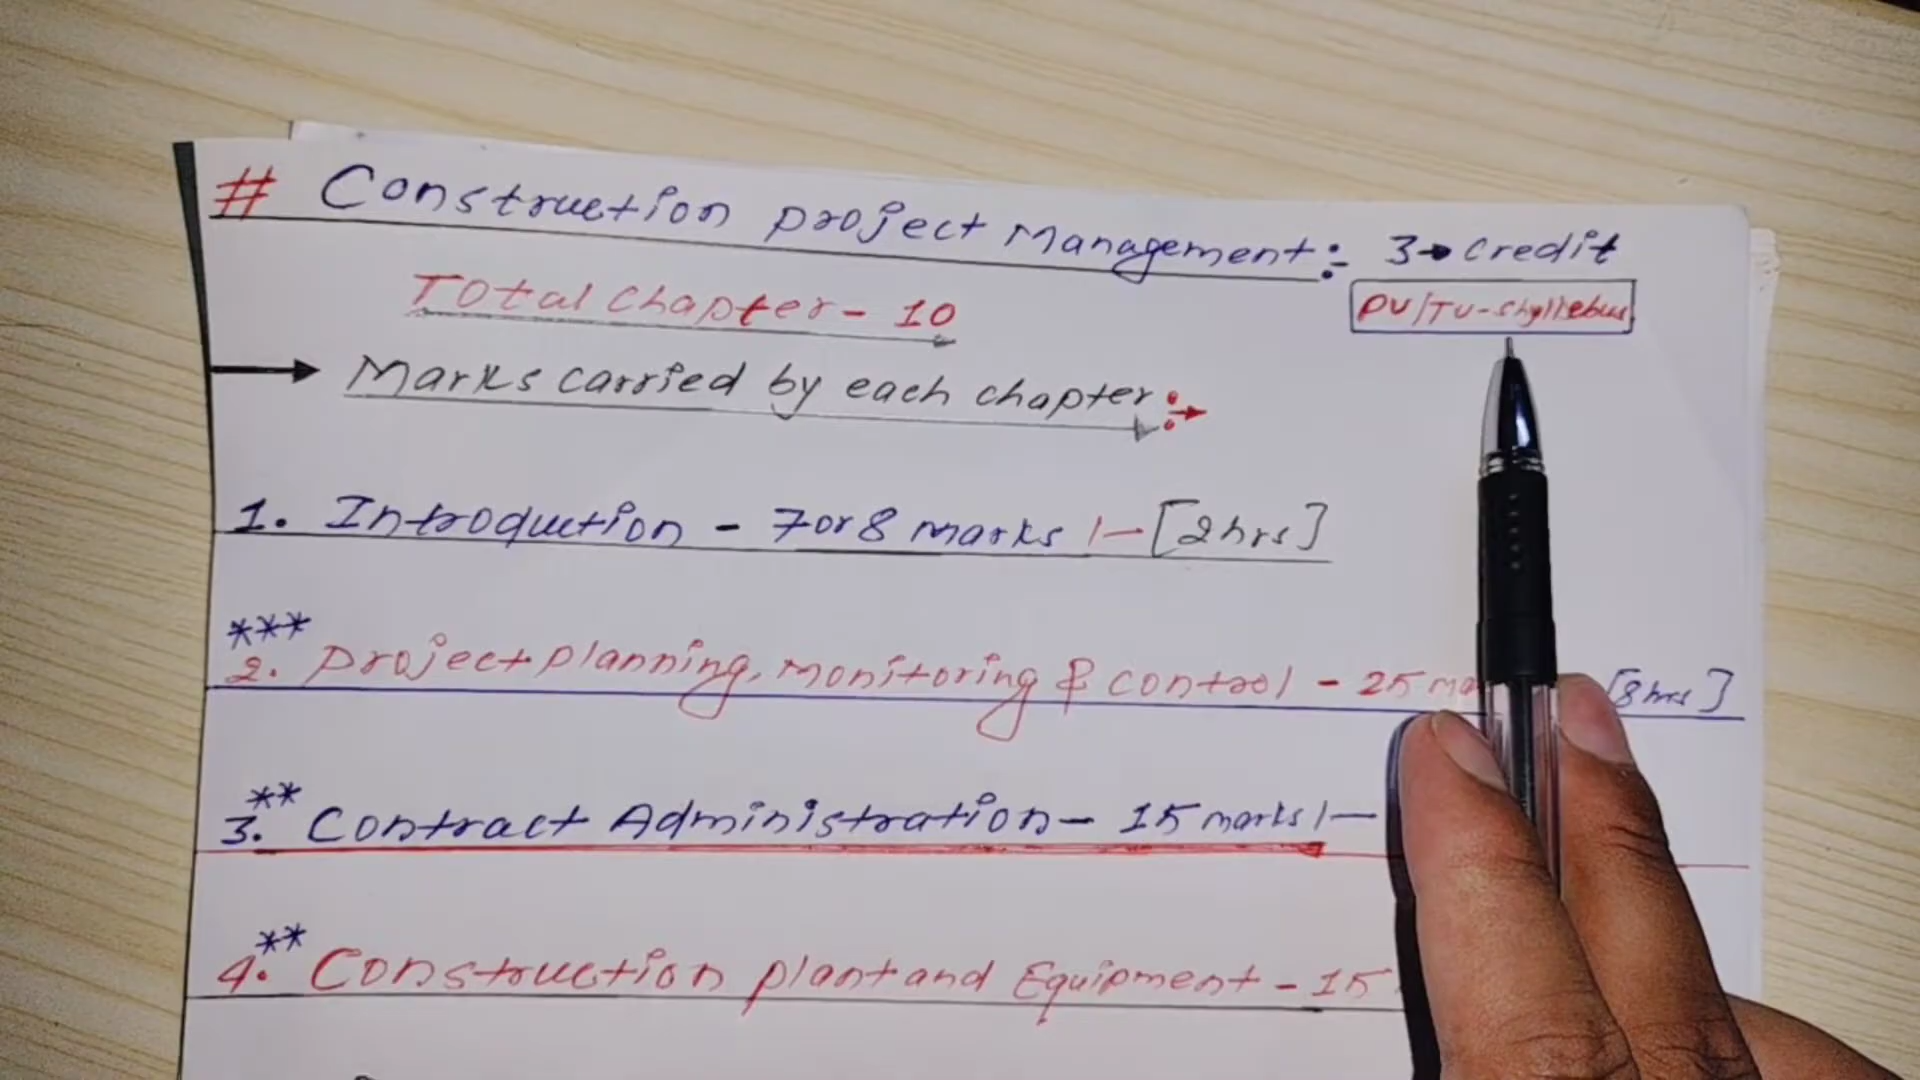 # Construction project Management:- 3→ credit
PU/TU-Shyllebus
Total chapter - 10
→ Marks carried by each chapter:→
1. Introduction - 7 or 8 marks |- [2hrs]
***
2. Project planning, Monitoring & control - 25 [8hrs]
**
3. Contract Administration - 15 marks |-
**
4. Construction plant and Equipment - 15